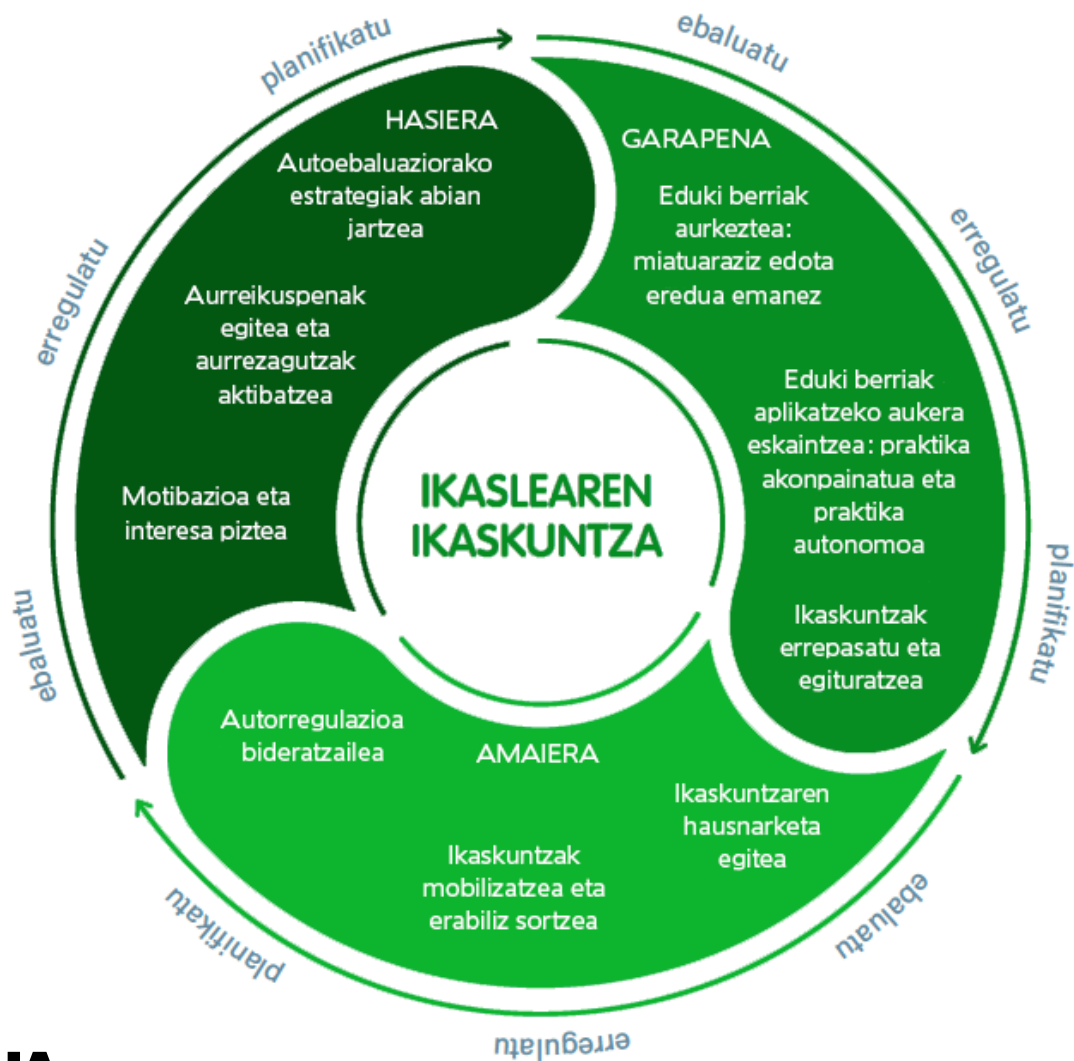 planifikatu
ebaluatu
HASIERA
Autoebaluaziorako
estrategiak abian
jartzea
Aurreikuspenak
egitea eta
aurrezagutzak
aktibatzea
Motibazioa eta
interesa piztea
erregulatu
ebaluatu
GARAPENA
Eduki berriak
aurkeztea:
miatuaraziz edota
eredua emanez
Eduki berriak
aplikatzeko aukera
eskaintzea: praktika
akonpainatua eta
praktika
autonomoa
Ikaskuntzak
errepasatu eta
egituratzea
erregulatu
planifikatu
IKASLEAREN
IKASKUNTZA
AMAIERA
Ikaskuntzaren
hausnarketa
egitea
Ikaskuntzak
mobilizatzea eta
erabiliz sortzea
Autorregulazioa
bideratzailea
ebaluatu
erregulatu
planifikatu